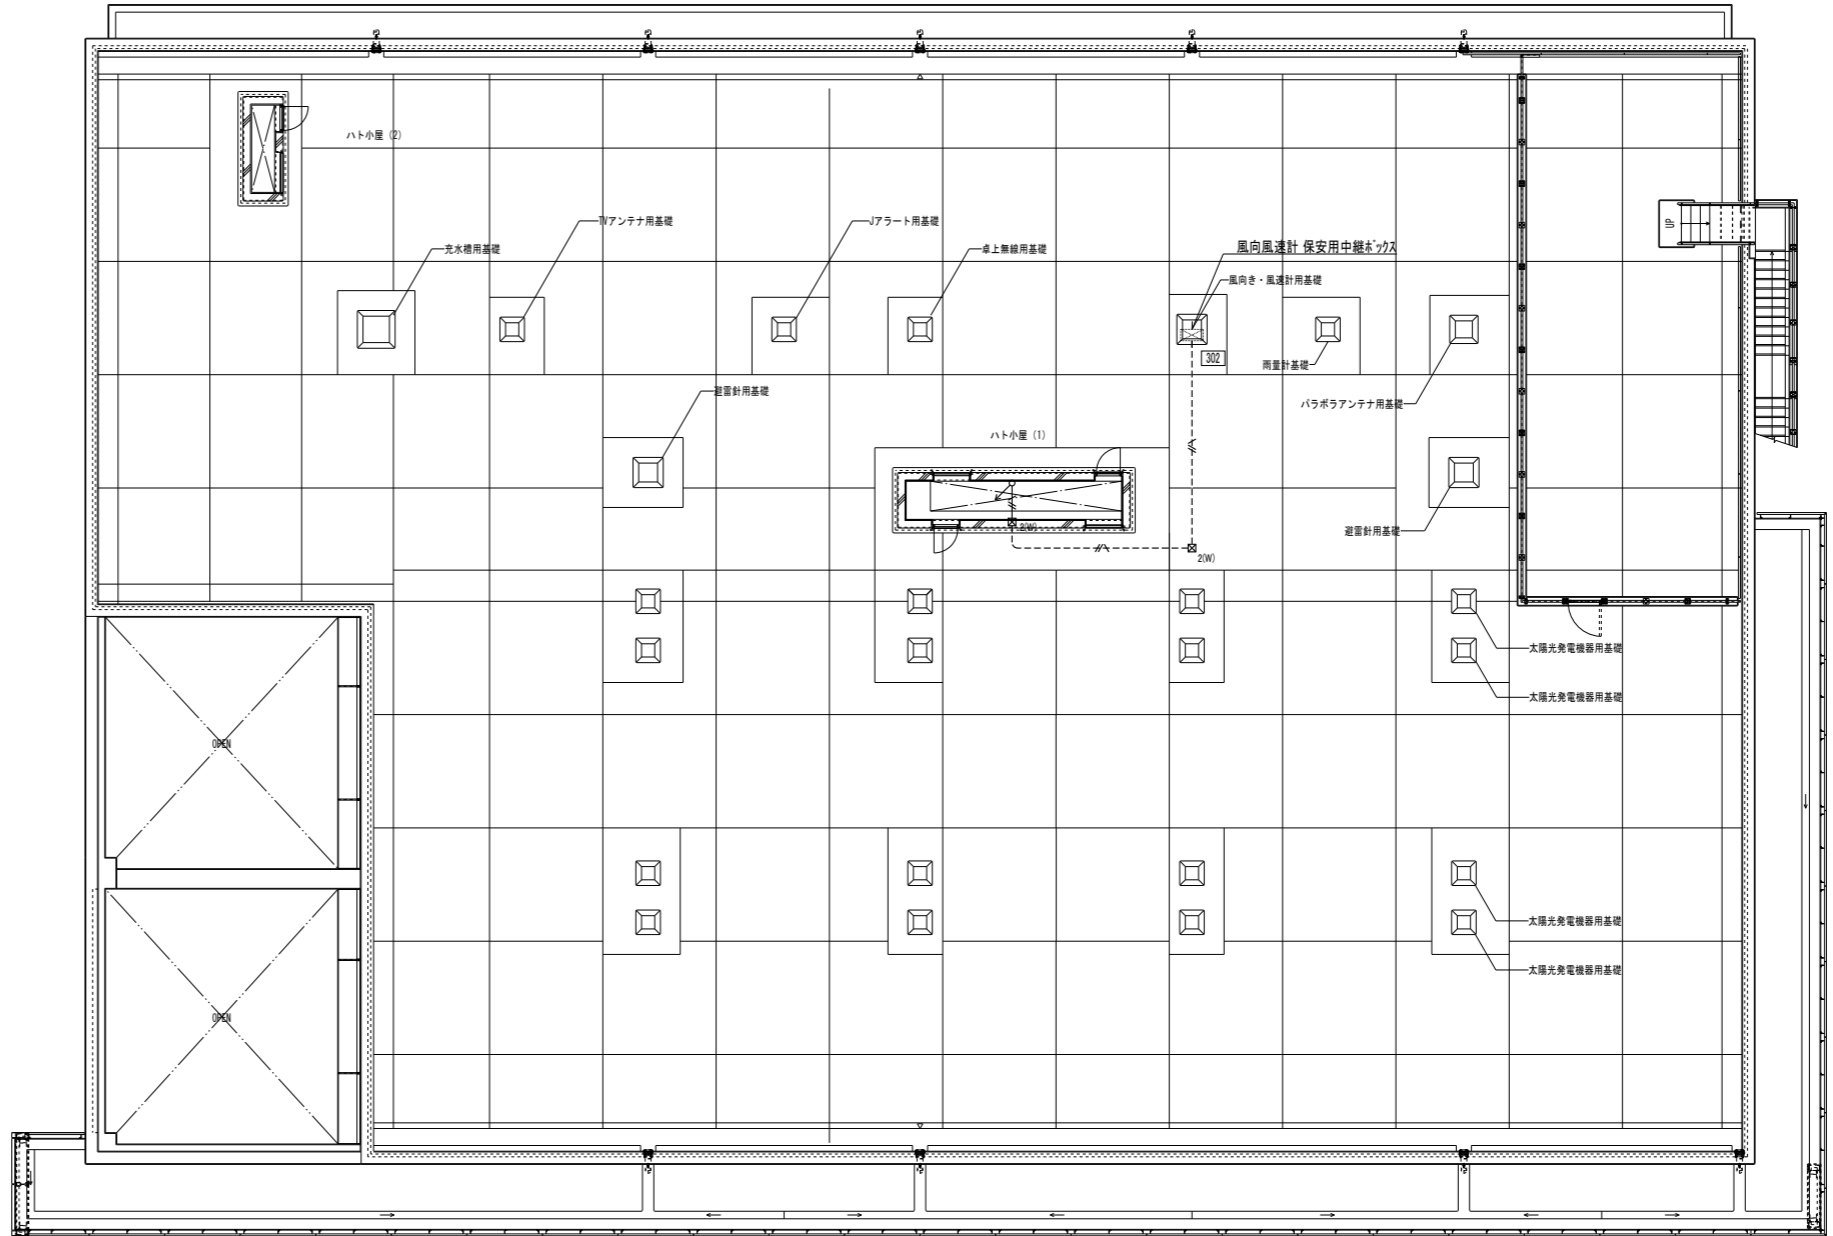 ハト小屋 (2)
TVアンテナ用基礎
Jアラート用基礎
充水槽用基礎
卓上無線用基礎
風向風速計 保安用中継ボックス
UP
風向き・風速計用基礎
302
雨量計基礎
避雷針用基礎
パラボラアンテナ用基礎
ハト小屋 (1)
2(W)
避雷針用基礎
2(W)
太陽光発電機器用基礎
太陽光発電機器用基礎
OPEN
太陽光発電機器用基礎
太陽光発電機器用基礎
OPEN